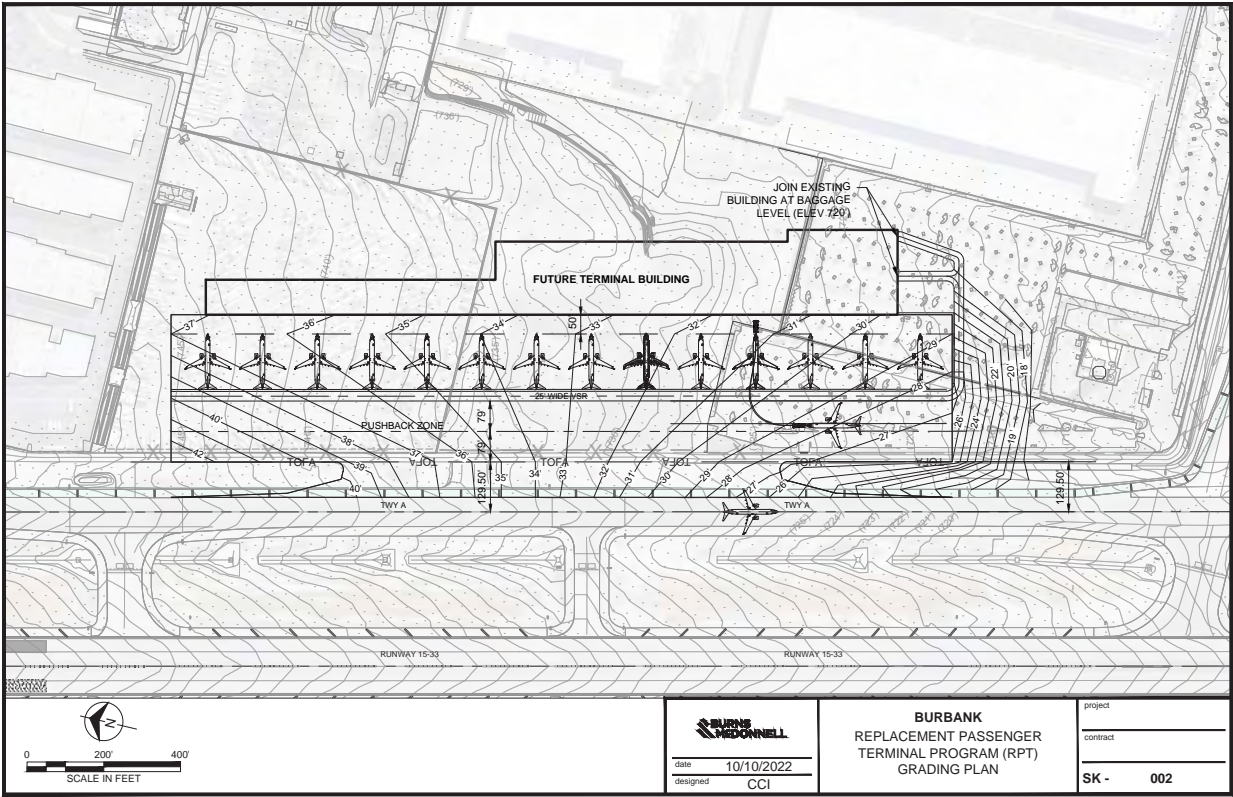 (729')
(736')
(740')
JOIN EXISTING
BUILDING AT BAGGAGE
LEVEL (ELEV 720')
FUTURE TERMINAL BUILDING
50'
37'
36'
35'
34'
33'
32'
31'
30'
29
28'
27
22'
20'
18'
26'
24'
19'
25' WIDE VSR
79'
79'
PUSHBACK ZONE
40'
42'
38'
39'
40'
37'
36'
35'
34'
33'
32'
31'
30'
29
28'
27
26
TOFA
TOFA
TOFA
TOFA
TOFA
TOFA
129.50'
129.50'
TWY A
TWY A
RUNWAY 15-33
RUNWAY 15-33
N
0 200' 400'
SCALE IN FEET
BURNS
MCDONNELL
date 10/10/2022
designed CCI
BURBANK
REPLACEMENT PASSENGER
TERMINAL PROGRAM (RPT)
GRADING PLAN
project
contract
SK - 002